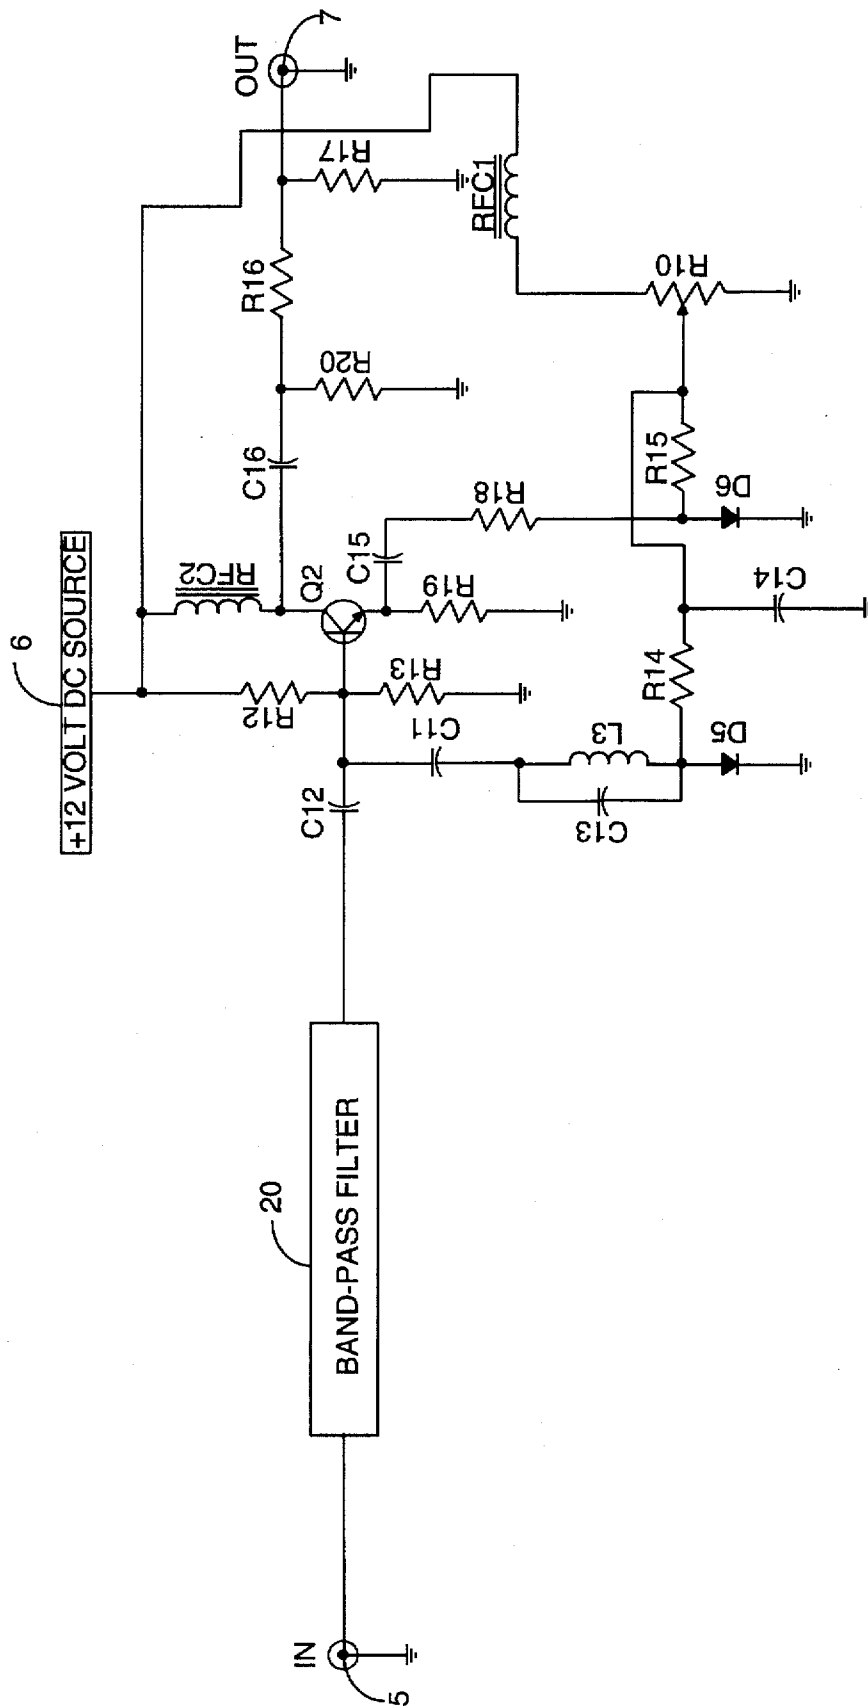 6
+12 VOLT DC SOURCE
7
OUT
R17
R16
RFC1
R20
R10
C16
RFC2
Q2
R18
R15
C15
R19
D6
C14
R12
R13
R14
C11
L3
D5
C12
C13
20
BAND-PASS FILTER
IN
5